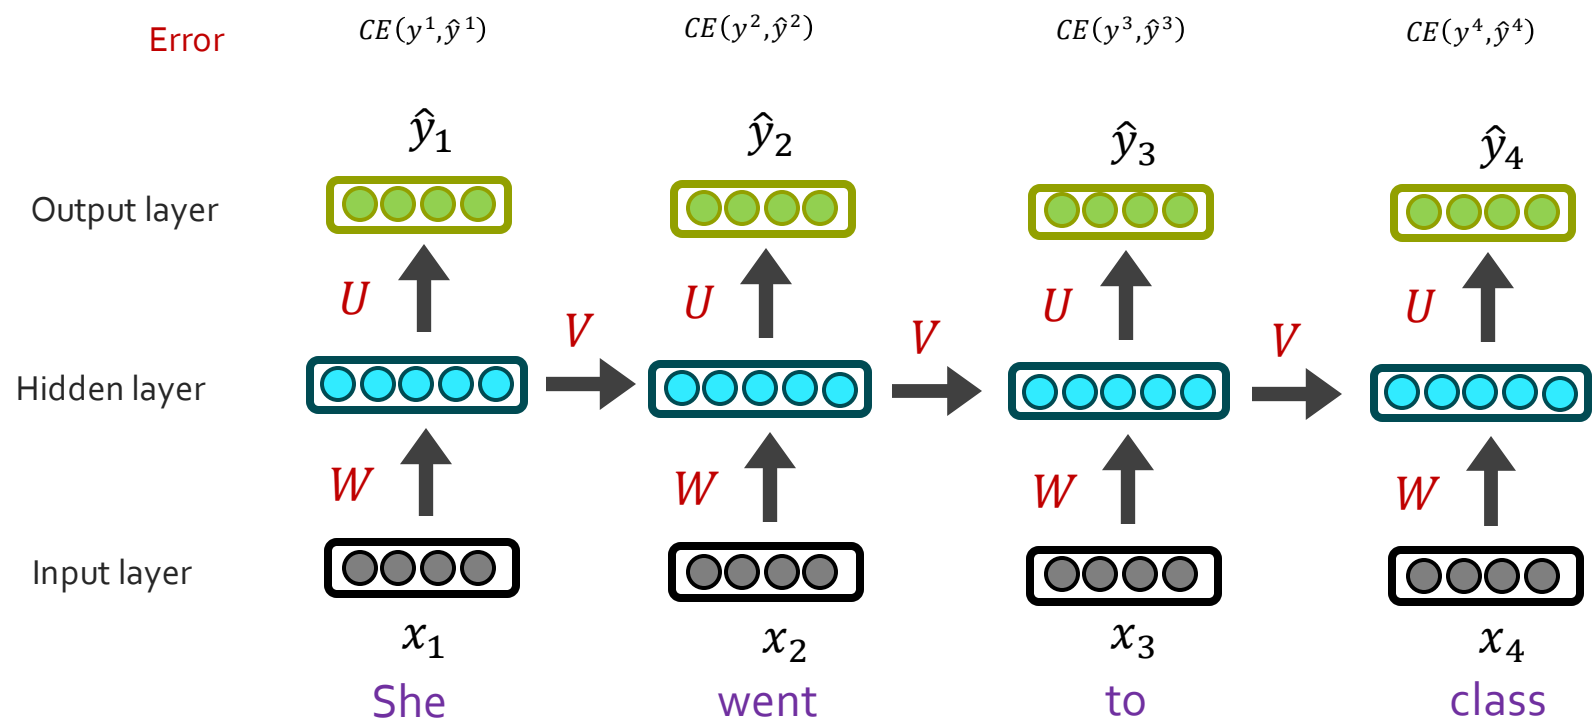 Error CE(y¹,ŷ¹) CE(y²,ŷ²) CE(y³,ŷ³) CE(y⁴,ŷ⁴)
ŷ₁ ŷ₂ ŷ₃ ŷ₄
Output layer
U U U U
V V V
Hidden layer
W W W W
Input layer
x₁ x₂ x₃ x₄
She went to class